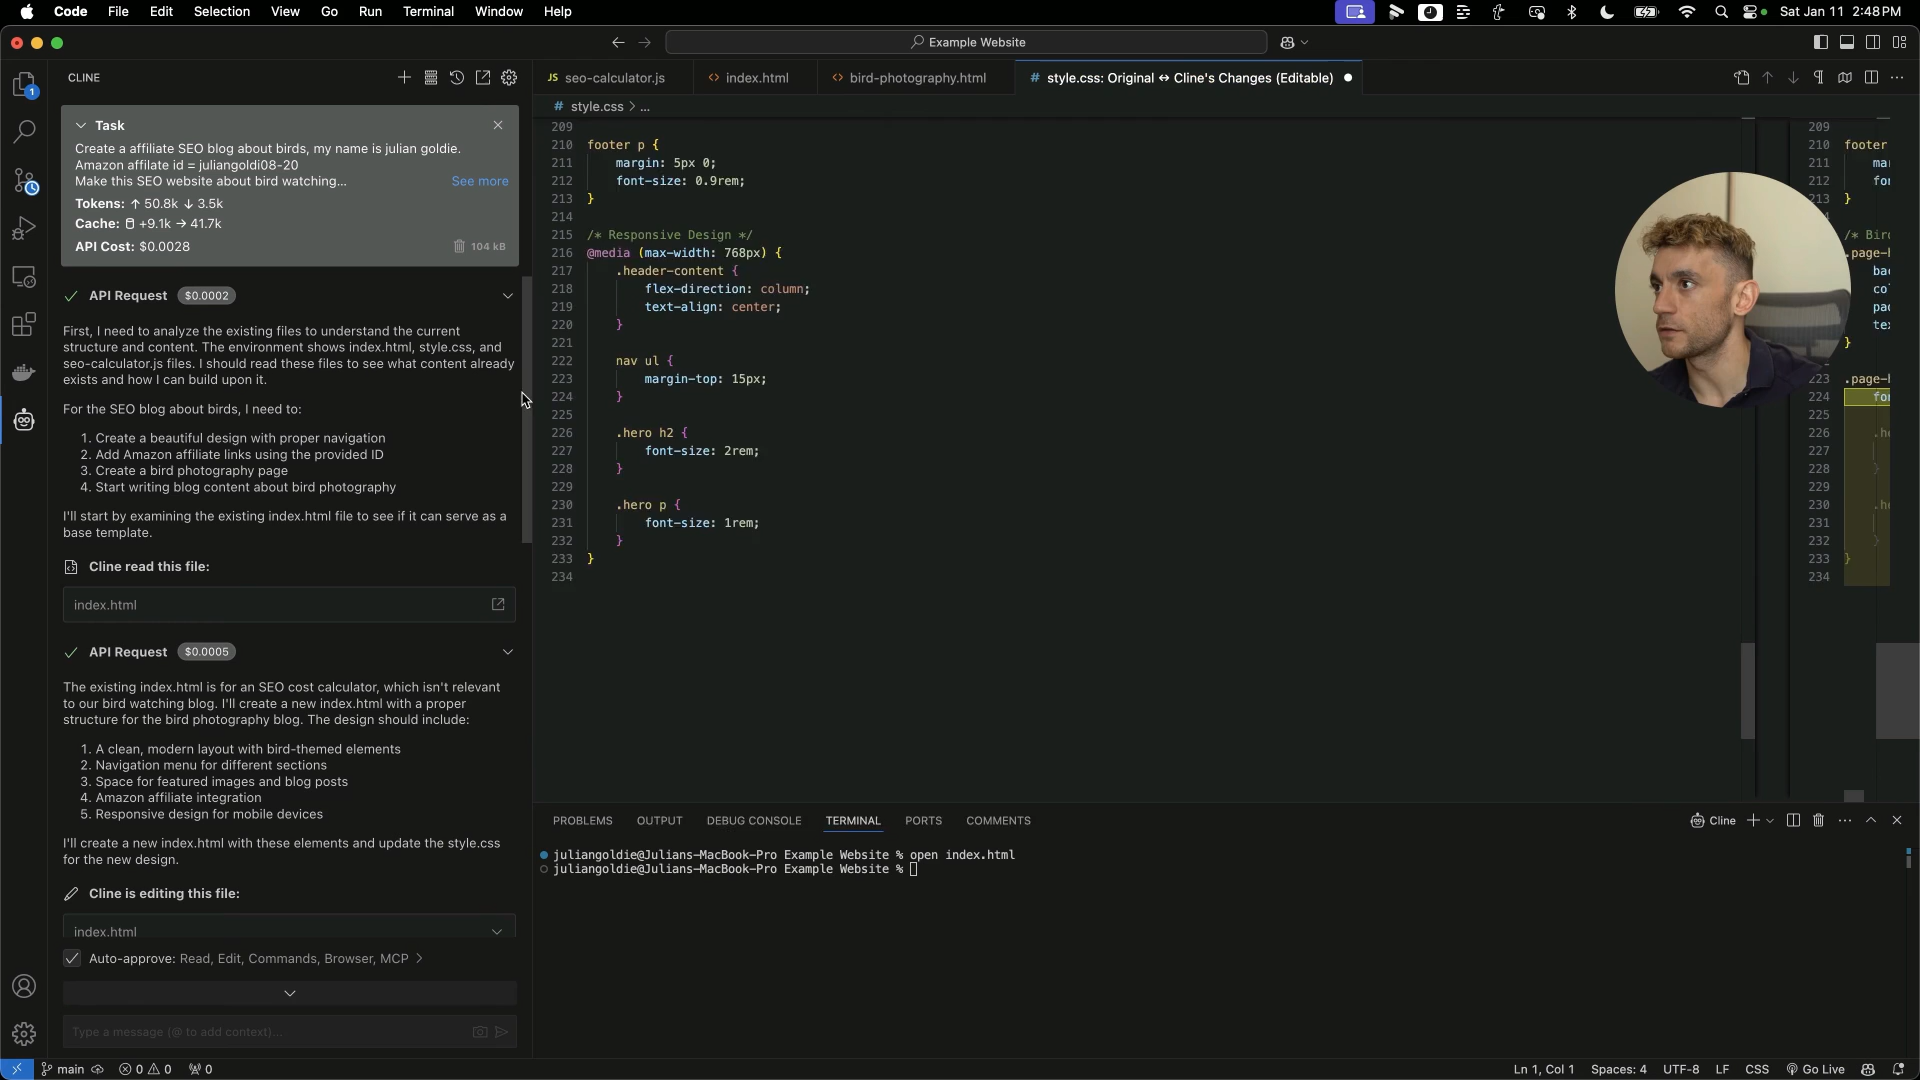 Code File Edit Selection View Go Run Terminal Window Help
Sat Jan 11 2:48 PM
Example Website
CLINE
Task
Create a affiliate SEO blog about birds, my name is julian goldie.
Amazon affilate id = juliangoldi08-20
Make this SEO website about bird watching... See more
Tokens: ↑ 50.8k ↓ 3.5k
Cache: +9.1k → 41.7k
API Cost: $0.0028 104 kB
API Request $0.0002
First, I need to analyze the existing files to understand the current
structure and content. The environment shows index.html, style.css, and
seo-calculator.js files. I should read these files to see what content already
exists and how I can build upon it.
For the SEO blog about birds, I need to:
1. Create a beautiful design with proper navigation
2. Add Amazon affiliate links using the provided ID
3. Create a bird photography page
4. Start writing blog content about bird photography
I'll start by examining the existing index.html file to see if it can serve as a
base template.
Cline read this file:
index.html
API Request $0.0005
The existing index.html is for an SEO cost calculator, which isn't relevant
to our bird watching blog. I'll create a new index.html with a proper
structure for the bird photography blog. The design should include:
1. A clean, modern layout with bird-themed elements
2. Navigation menu for different sections
3. Space for featured images and blog posts
4. Amazon affiliate integration
5. Responsive design for mobile devices
I'll create a new index.html with these elements and update the style.css
for the new design.
Cline is editing this file:
index.html
Auto-approve: Read, Edit, Commands, Browser, MCP >
Type a message (@ to add context)...
JS seo-calculator.js <> index.html <> bird-photography.html # style.css: Original ↔ Cline's Changes (Editable)
# style.css > ...
209
210 footer p {
211 margin: 5px 0;
212 font-size: 0.9rem;
213 }
214
215 /* Responsive Design */
216 @media (max-width: 768px) {
217 .header-content {
218 flex-direction: column;
219 text-align: center;
220 }
221
222 nav ul {
223 margin-top: 15px;
224 }
225
226 .hero h2 {
227 font-size: 2rem;
228 }
229
230 .hero p {
231 font-size: 1rem;
232 }
233 }
234
209
210 footer
211 mar
212 fon
213 }
/* Bir
.page-h
bac
col
pad
tex
}
223 .page-h
224 fon
225
226 .he
227
228 }
229
230 .he
231
232 }
233 }
234
PROBLEMS OUTPUT DEBUG CONSOLE TERMINAL PORTS COMMENTS
Cline
juliangoldie@Julians-MacBook-Pro Example Website % open index.html
juliangoldie@Julians-MacBook-Pro Example Website %
main 0 0 0
Ln 1, Col 1 Spaces: 4 UTF-8 LF CSS Go Live